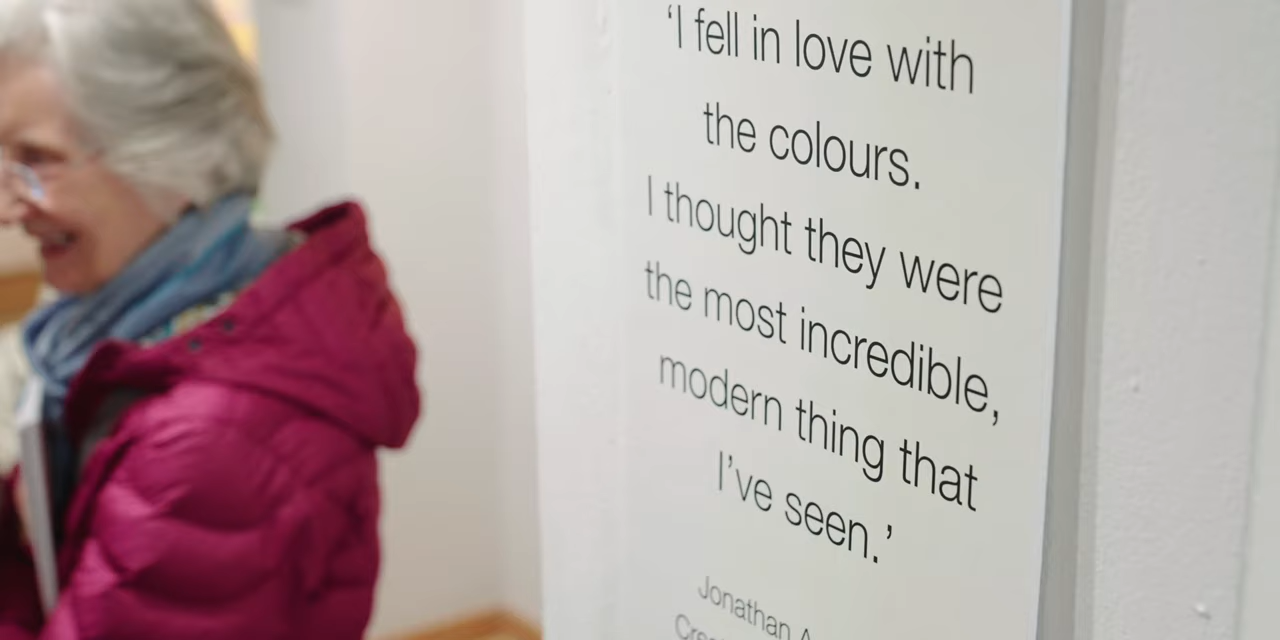 ‘I fell in love with
the colours.
I thought they were
the most incredible,
modern thing that
I’ve seen.’
Jonathan A